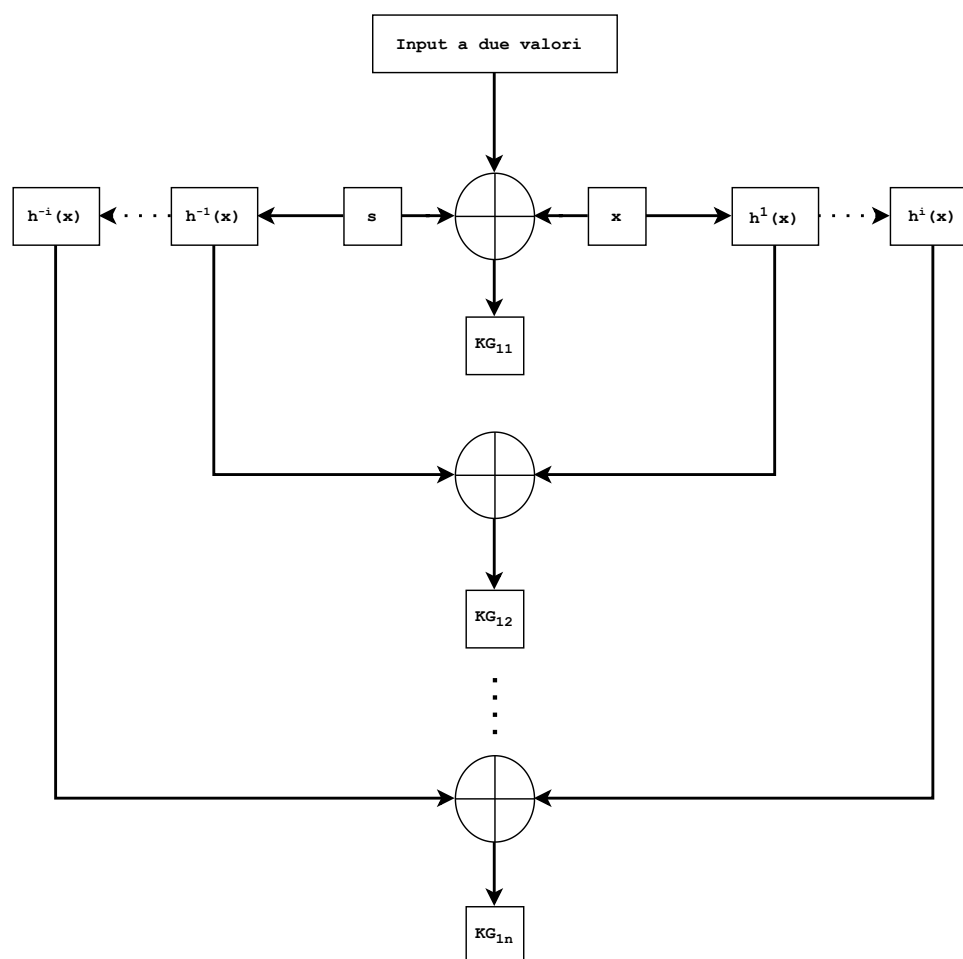 Input a due valori
h⁻ⁱ(x)
h⁻¹(x)
s
x
h¹(x)
hⁱ(x)
KG₁₁
KG₁₂
KG₁ₙ